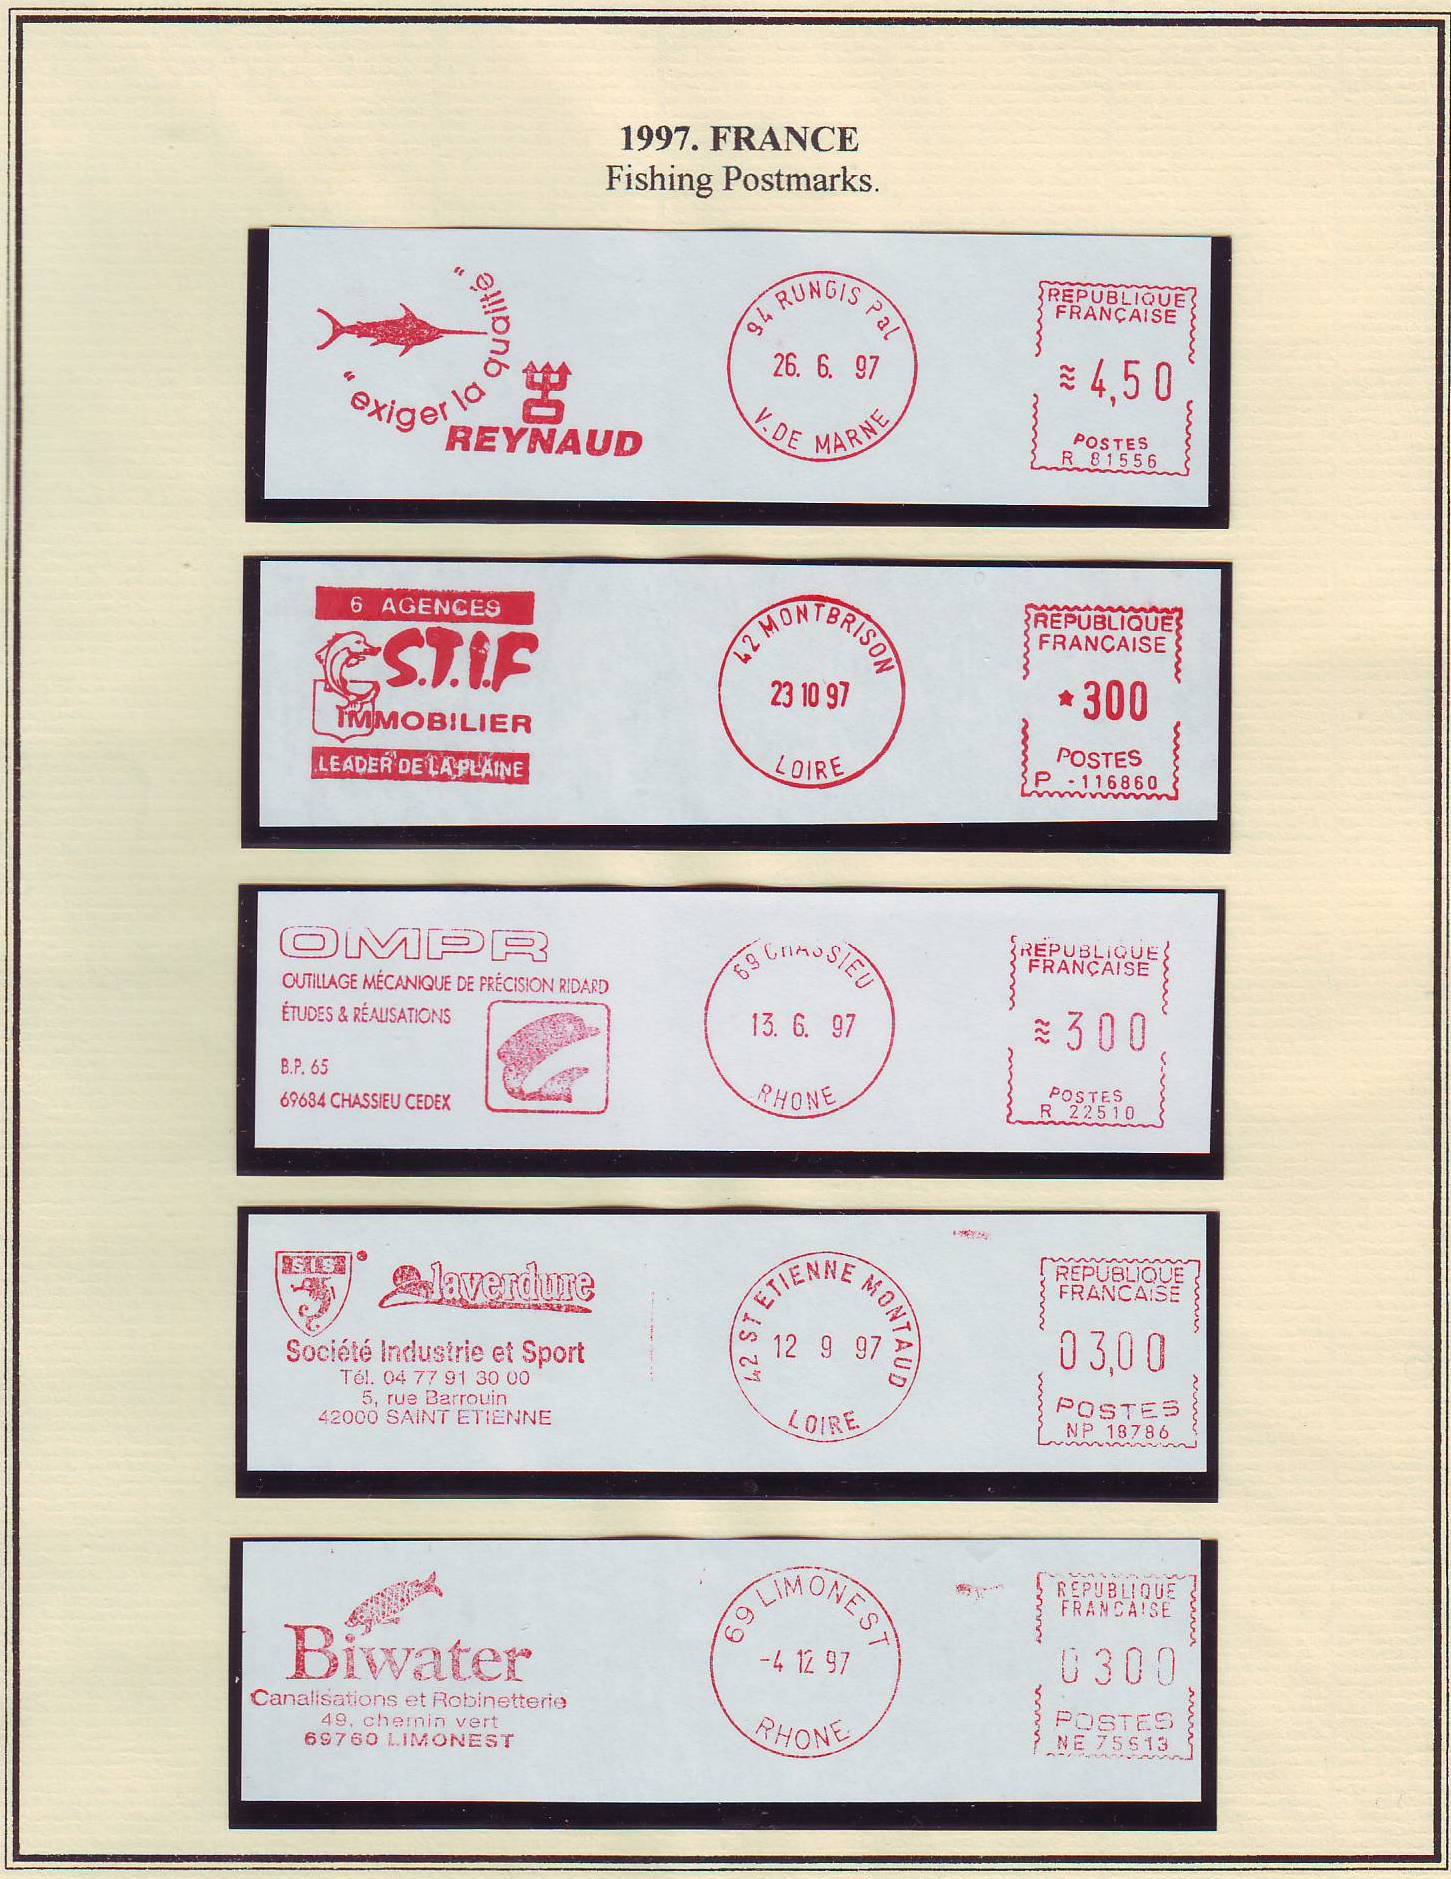 1997. FRANCE
Fishing Postmarks.
"exiger la qualité"
REYNAUD
94 RUNGIS Pal
26. 6. 97
V. DE MARNE
REPUBLIQUE
FRANÇAISE
≈ 4,50
POSTES
R 81556
6 AGENCES
S.T.I.F
IMMOBILIER
LEADER DE LA PLAINE
42 MONTBRISON
23 10 97
LOIRE
REPUBLIQUE
FRANÇAISE
*300
POSTES
P -116860
OMPR
OUTILLAGE MÉCANIQUE DE PRÉCISION RIDARD
ÉTUDES & RÉALISATIONS
B.P. 65
69684 CHASSIEU CEDEX
69 CHASSIEU
13. 6. 97
RHONE
REPUBLIQUE
FRANÇAISE
≈ 300
POSTES
R 22510
S.I.S
laverdure
Société Industrie et Sport
Tél. 04 77 91 30 00
5, rue Barrouin
42000 SAINT ETIENNE
42 ST ETIENNE MONTAUD
12 9 97
LOIRE
REPUBLIQUE
FRANCAISE
03,00
POSTES
NP 18786
Biwater
Canalisations et Robinetterie
49, chemin vert
69760 LIMONEST
69 LIMONEST
-4 12 97
RHONE
REPUBLIQUE
FRANCAISE
0300
POSTES
NE 75513